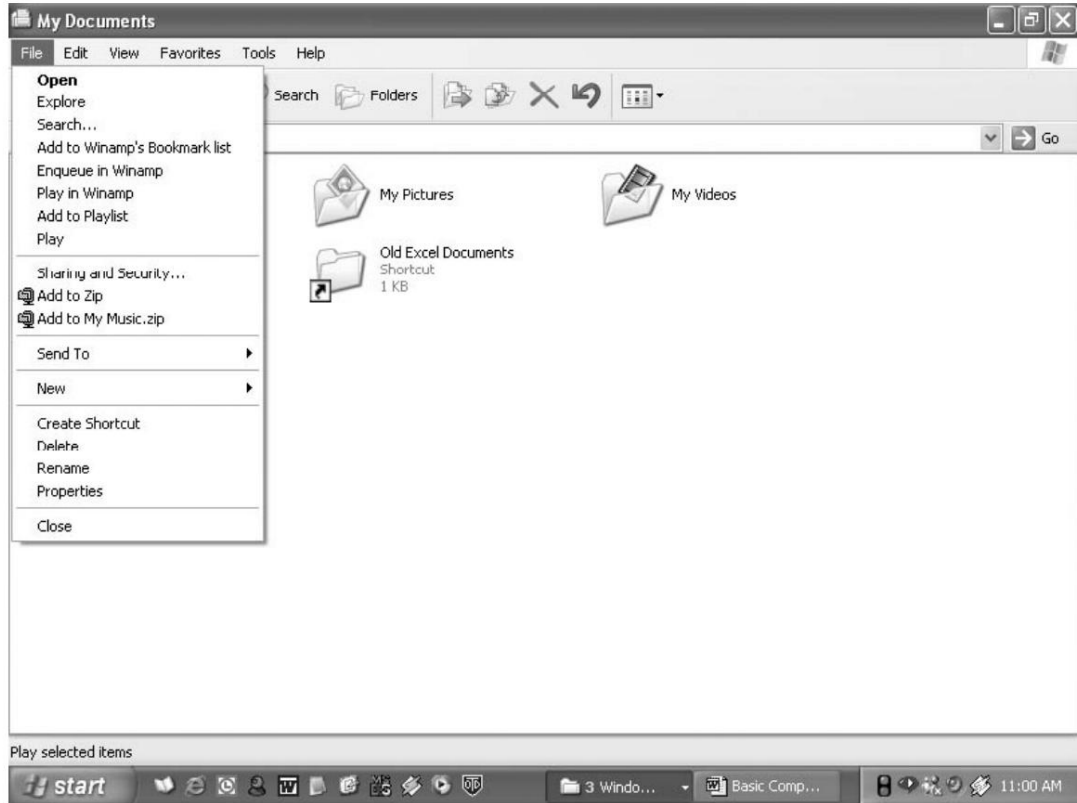 My Documents
File Edit View Favorites Tools Help
Open
Explore
Search...
Add to Winamp's Bookmark list
Enqueue in Winamp
Play in Winamp
Add to Playlist
Play
Sharing and Security...
Add to Zip
Add to My Music.zip
Send To
New
Create Shortcut
Delete
Rename
Properties
Close
Search Folders
Go
My Pictures
My Videos
Old Excel Documents
Shortcut
1 KB
Play selected items
start 3 Windo... Basic Comp... 11:00 AM